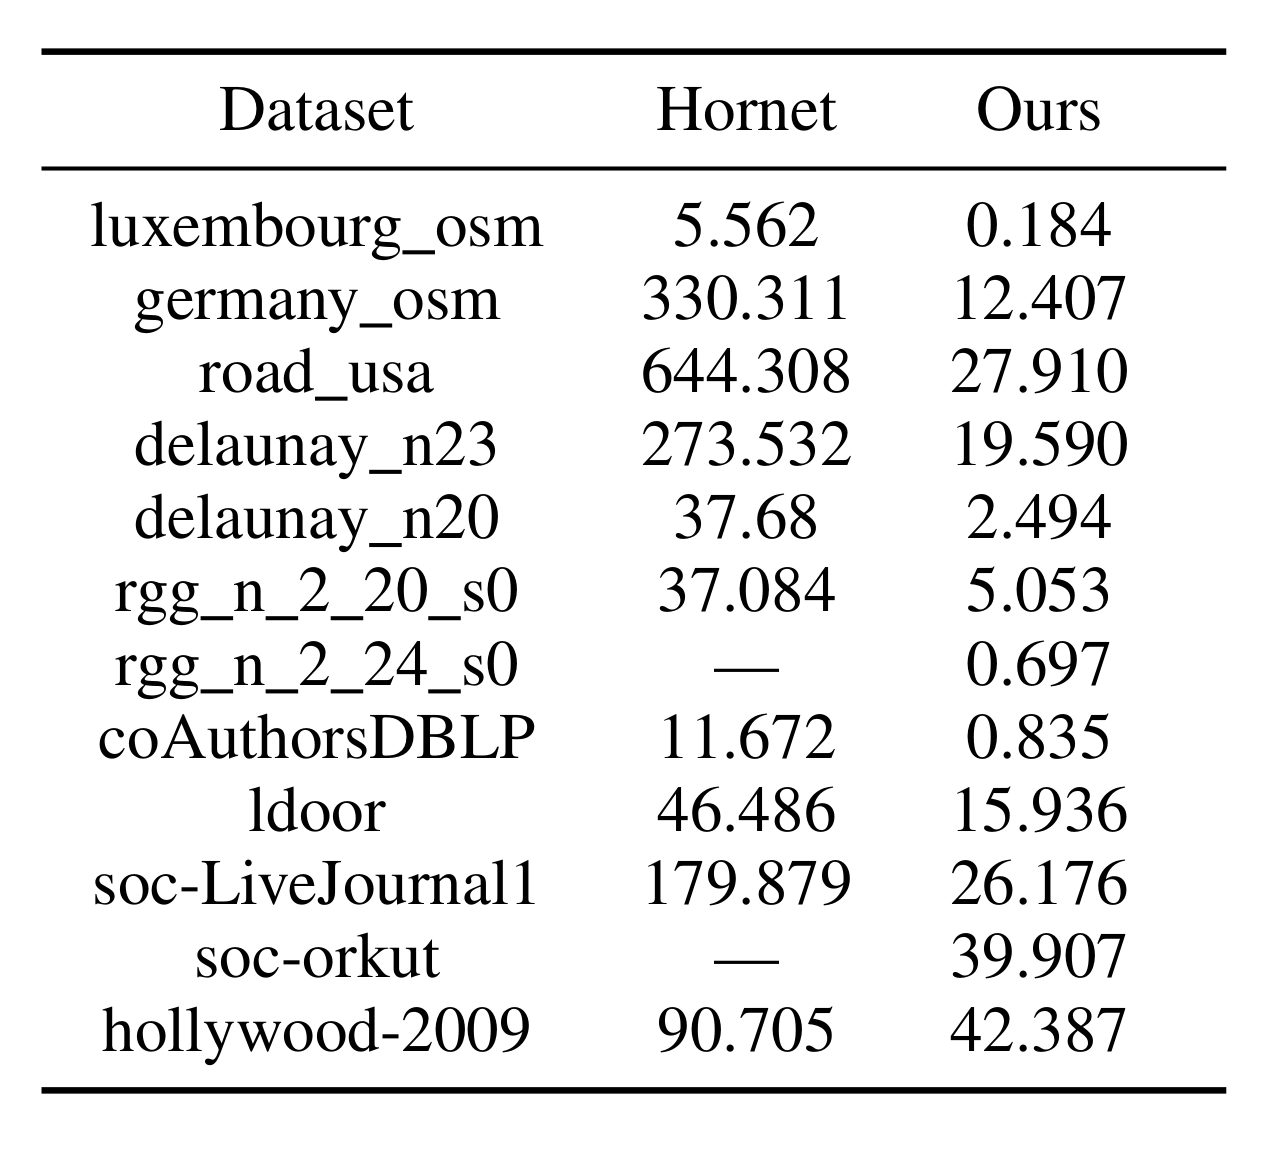 Dataset Hornet Ours
luxembourg_osm 5.562 0.184
germany_osm 330.311 12.407
road_usa 644.308 27.910
delaunay_n23 273.532 19.590
delaunay_n20 37.68 2.494
rgg_n_2_20_s0 37.084 5.053
rgg_n_2_24_s0 — 0.697
coAuthorsDBLP 11.672 0.835
ldoor 46.486 15.936
soc-LiveJournal1 179.879 26.176
soc-orkut — 39.907
hollywood-2009 90.705 42.387